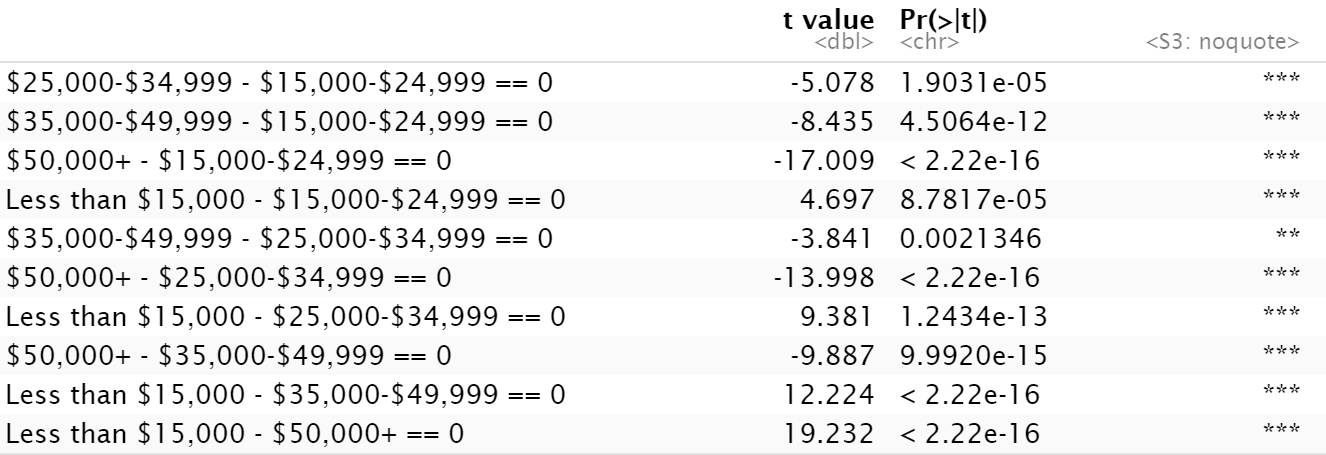 t value Pr(>|t|)
<dbl> <chr> <S3: noquote>
$25,000-$34,999 - $15,000-$24,999 == 0 -5.078 1.9031e-05 ***
$35,000-$49,999 - $15,000-$24,999 == 0 -8.435 4.5064e-12 ***
$50,000+ - $15,000-$24,999 == 0 -17.009 < 2.22e-16 ***
Less than $15,000 - $15,000-$24,999 == 0 4.697 8.7817e-05 ***
$35,000-$49,999 - $25,000-$34,999 == 0 -3.841 0.0021346 **
$50,000+ - $25,000-$34,999 == 0 -13.998 < 2.22e-16 ***
Less than $15,000 - $25,000-$34,999 == 0 9.381 1.2434e-13 ***
$50,000+ - $35,000-$49,999 == 0 -9.887 9.9920e-15 ***
Less than $15,000 - $35,000-$49,999 == 0 12.224 < 2.22e-16 ***
Less than $15,000 - $50,000+ == 0 19.232 < 2.22e-16 ***